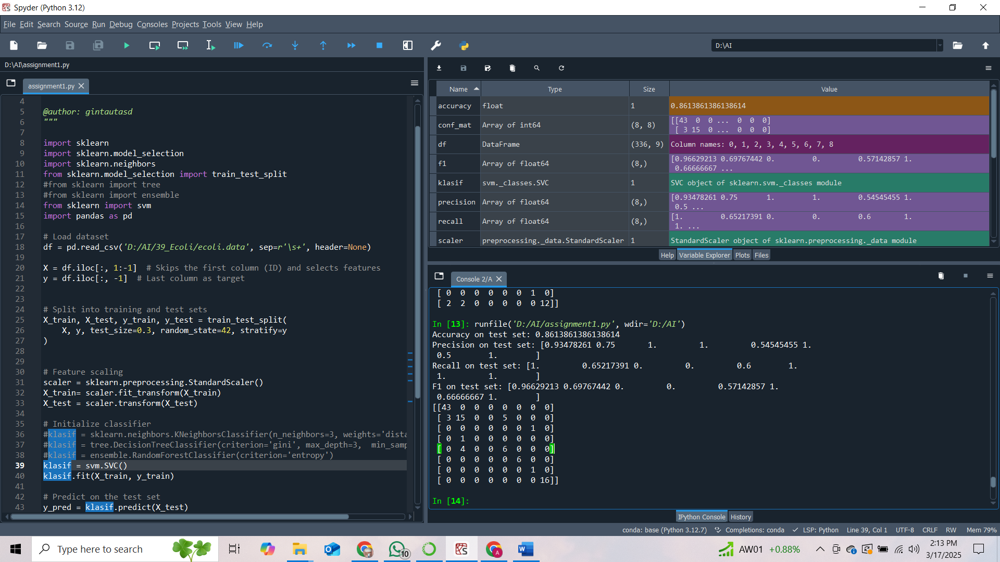 Spyder (Python 3.12)
File Edit Search Source Run Debug Consoles Projects Tools View Help
D:\AI
D:\AI\assignment1.py
assignment1.py
4
5 @author: gintautasd
6 """
7
8 import sklearn
9 import sklearn.model_selection
10 import sklearn.neighbors
11 from sklearn.model_selection import train_test_split
12 #from sklearn import tree
13 #from sklearn import ensemble
14 from sklearn import svm
15 import pandas as pd
16
17 # Load dataset
18 df = pd.read_csv('D:/AI/39_Ecoli/ecoli.data', sep=r'\s+', header=None)
19
20 X = df.iloc[:, 1:-1]  # Skips the first column (ID) and selects features
21 y = df.iloc[:, -1]  # Last column as target
22
23
24 # Split into training and test sets
25 X_train, X_test, y_train, y_test = train_test_split(
26     X, y, test_size=0.3, random_state=42, stratify=y
27 )
28
29
30 # Feature scaling
31 scaler = sklearn.preprocessing.StandardScaler()
32 X_train= scaler.fit_transform(X_train)
33 X_test = scaler.transform(X_test)
34
35 # Initialize classifier
36 #klasif = sklearn.neighbors.KNeighborsClassifier(n_neighbors=3, weights='dista
37 #klasif = tree.DecisionTreeClassifier(criterion='gini', max_depth=3,  min_samp
38 #klasif = ensemble.RandomForestClassifier(criterion='entropy')
39 klasif = svm.SVC()
40 klasif.fit(X_train, y_train)
41
42 # Predict on the test set
43 y_pred = klasif.predict(X_test)
Name Type Size Value
accuracy float 1 0.8613861386138614
conf_mat Array of int64 (8, 8) [[43 0 0 ... 0 0 0]
[ 3 15 0 ... 0 0 0]
df DataFrame (336, 9) Column names: 0, 1, 2, 3, 4, 5, 6, 7, 8
f1 Array of float64 (8,) [0.96629213 0.69767442 0. 0. 0.57142857 1.
0.66666667 ...
klasif svm._classes.SVC 1 SVC object of sklearn.svm._classes module
precision Array of float64 (8,) [0.93478261 0.75 1. 1. 0.54545455 1.
0.5 ...
recall Array of float64 (8,) [1. 0.65217391 0. 0. 0.6 1.
1. ...
scaler preprocessing._data.StandardScaler 1 StandardScaler object of sklearn.preprocessing._data module
Help Variable Explorer Plots Files
Console 2/A
[ 0 0 0 0 0 0 1 0]
[ 2 2 0 0 0 0 0 12]]
In [13]: runfile('D:/AI/assignment1.py', wdir='D:/AI')
Accuracy on test set: 0.8613861386138614
Precision on test set: [0.93478261 0.75 1. 1. 0.54545455 1.
0.5 1. ]
Recall on test set: [1. 0.65217391 0. 0. 0.6 1.
1. 1. ]
F1 on test set: [0.96629213 0.69767442 0. 0. 0.57142857 1.
0.66666667 1. ]
[[43 0 0 0 0 0 0 0]
[ 3 15 0 0 5 0 0 0]
[ 0 0 0 0 0 0 1 0]
[ 0 1 0 0 0 0 0 0]
[ 0 4 0 0 6 0 0 0]
[ 0 0 0 0 0 6 0 0]
[ 0 0 0 0 0 0 1 0]
[ 0 0 0 0 0 0 0 16]]
In [14]:
IPython Console History
conda: base (Python 3.12.7) Completions: conda LSP: Python Line 39, Col 1 UTF-8 CRLF RW Mem 79%
Type here to search
10
A
AW01 +0.88%
2:13 PM
3/17/2025